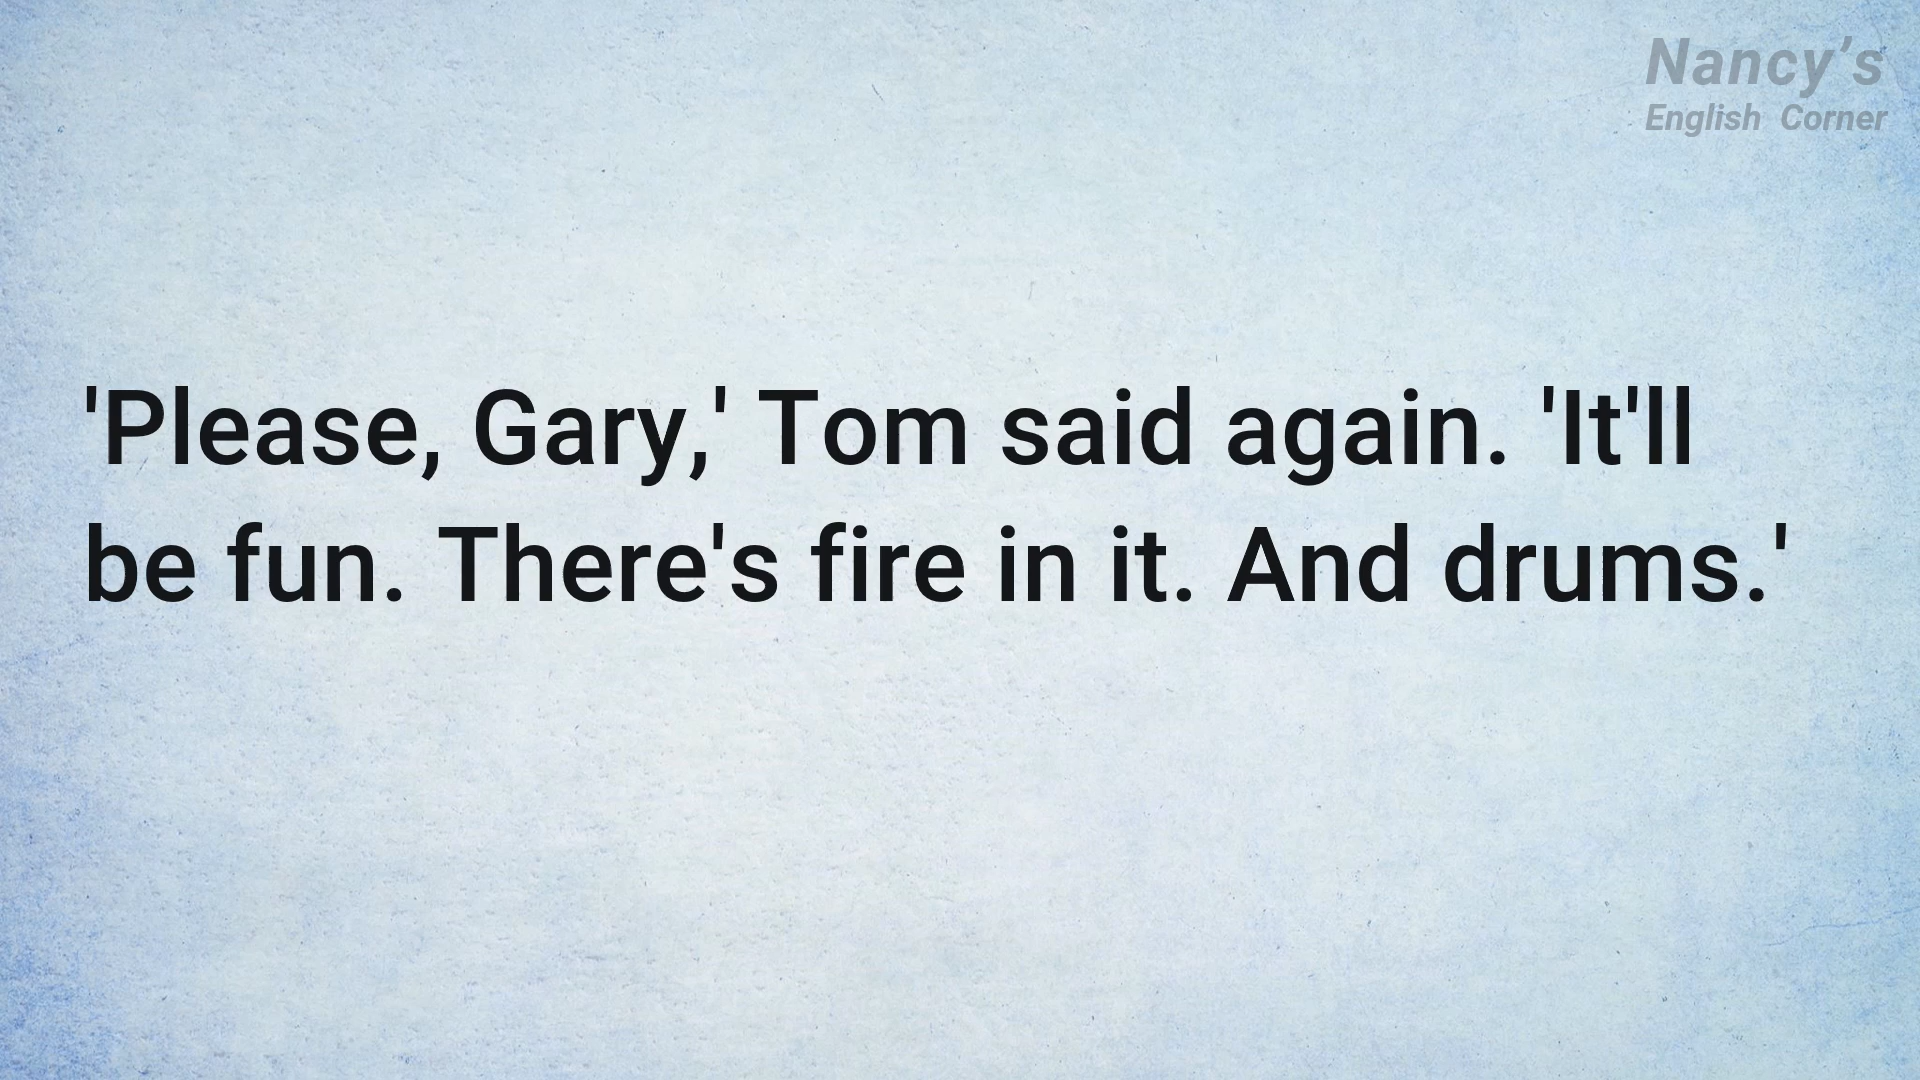 Nancy’s
English Corner
'Please, Gary,' Tom said again. 'It'll
be fun. There's fire in it. And drums.'